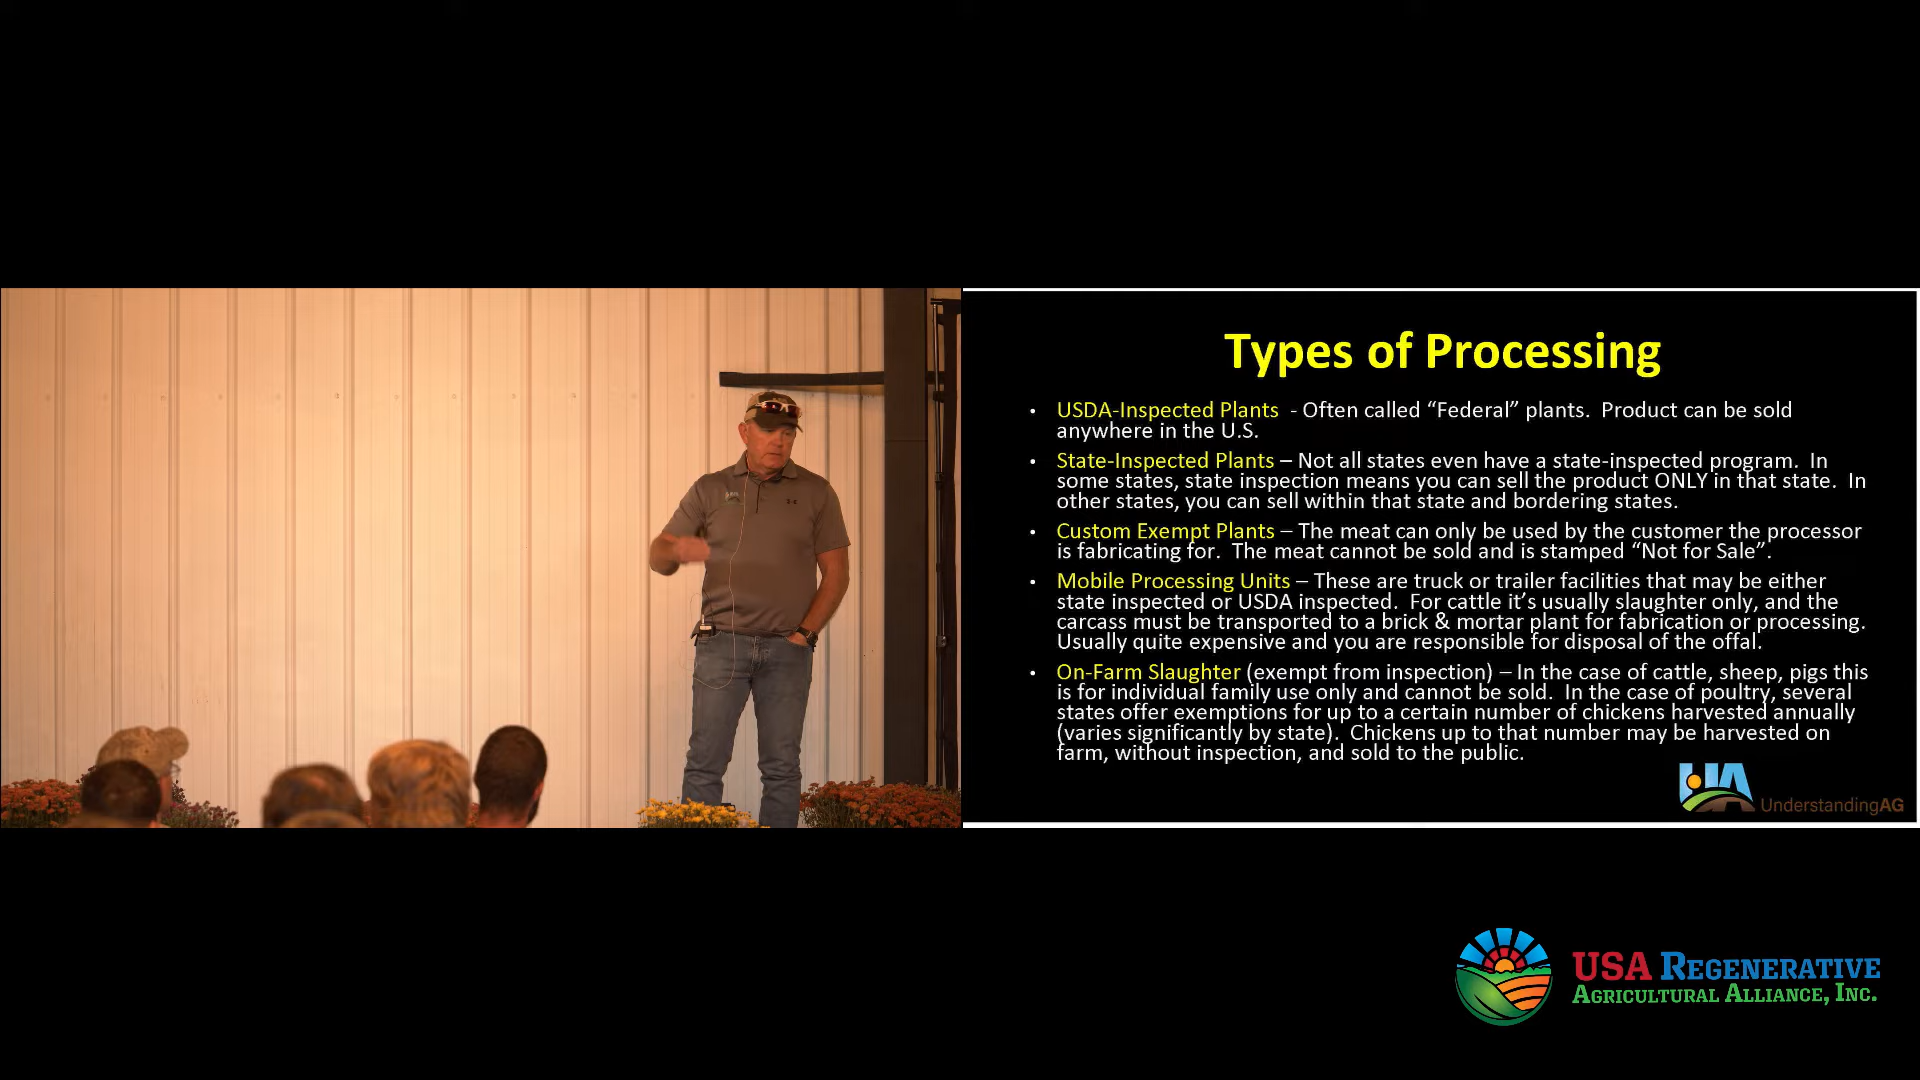 Types of Processing
• USDA-Inspected Plants - Often called “Federal” plants. Product can be sold
anywhere in the U.S.
• State-Inspected Plants – Not all states even have a state-inspected program. In
some states, state inspection means you can sell the product ONLY in that state. In
other states, you can sell within that state and bordering states.
• Custom Exempt Plants – The meat can only be used by the customer the processor
is fabricating for. The meat cannot be sold and is stamped “Not for Sale”.
• Mobile Processing Units – These are truck or trailer facilities that may be either
state inspected or USDA inspected. For cattle it’s usually slaughter only, and the
carcass must be transported to a brick & mortar plant for fabrication or processing.
Usually quite expensive and you are responsible for disposal of the offal.
• On-Farm Slaughter (exempt from inspection) – In the case of cattle, sheep, pigs this
is for individual family use only and cannot be sold. In the case of poultry, several
states offer exemptions for up to a certain number of chickens harvested annually
(varies significantly by state). Chickens up to that number may be harvested on
farm, without inspection, and sold to the public.
UA
UnderstandingAG
USA REGENERATIVE
AGRICULTURAL ALLIANCE, INC.